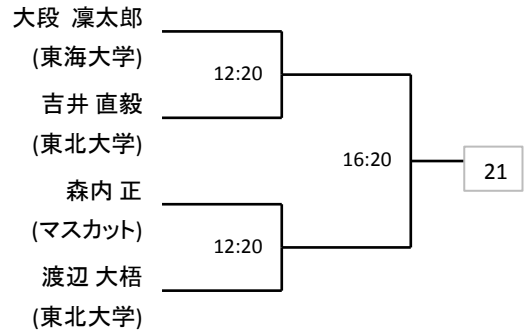 大段 凜太郎
(東海大学)
12:20
吉井 直毅
(東北大学)
16:20
21
森内 正
(マスカット)
12:20
渡辺 大梧
(東北大学)